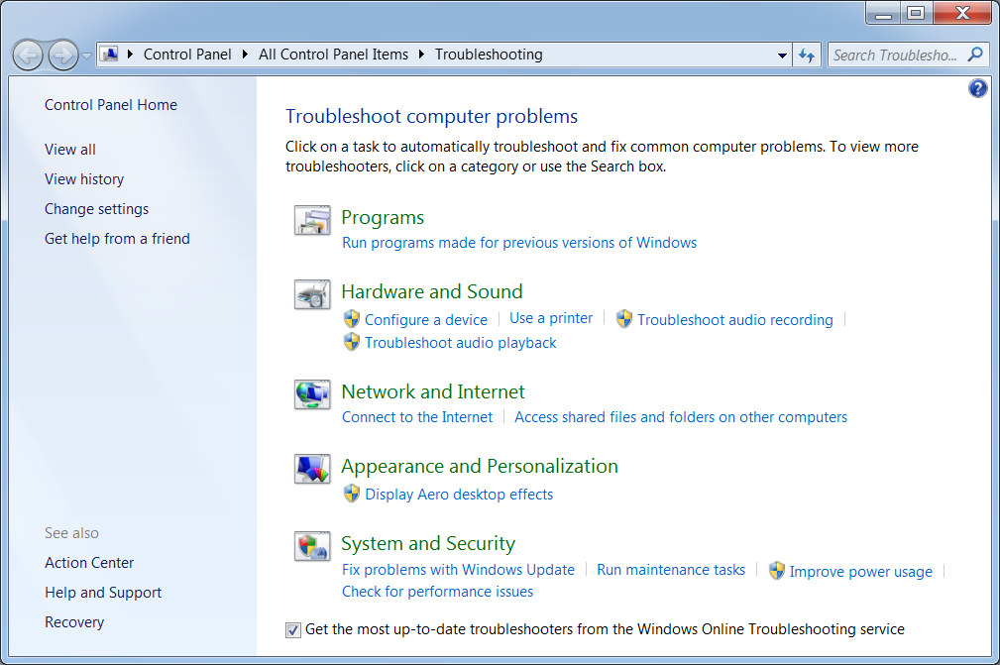 Control Panel All Control Panel Items Troubleshooting
Search Troublesho...
Control Panel Home
View all
View history
Change settings
Get help from a friend
See also
Action Center
Help and Support
Recovery
Troubleshoot computer problems
Click on a task to automatically troubleshoot and fix common computer problems. To view more
troubleshooters, click on a category or use the Search box.
Programs
Run programs made for previous versions of Windows
Hardware and Sound
Configure a device Use a printer Troubleshoot audio recording
Troubleshoot audio playback
Network and Internet
Connect to the Internet Access shared files and folders on other computers
Appearance and Personalization
Display Aero desktop effects
System and Security
Fix problems with Windows Update Run maintenance tasks Improve power usage
Check for performance issues
Get the most up-to-date troubleshooters from the Windows Online Troubleshooting service